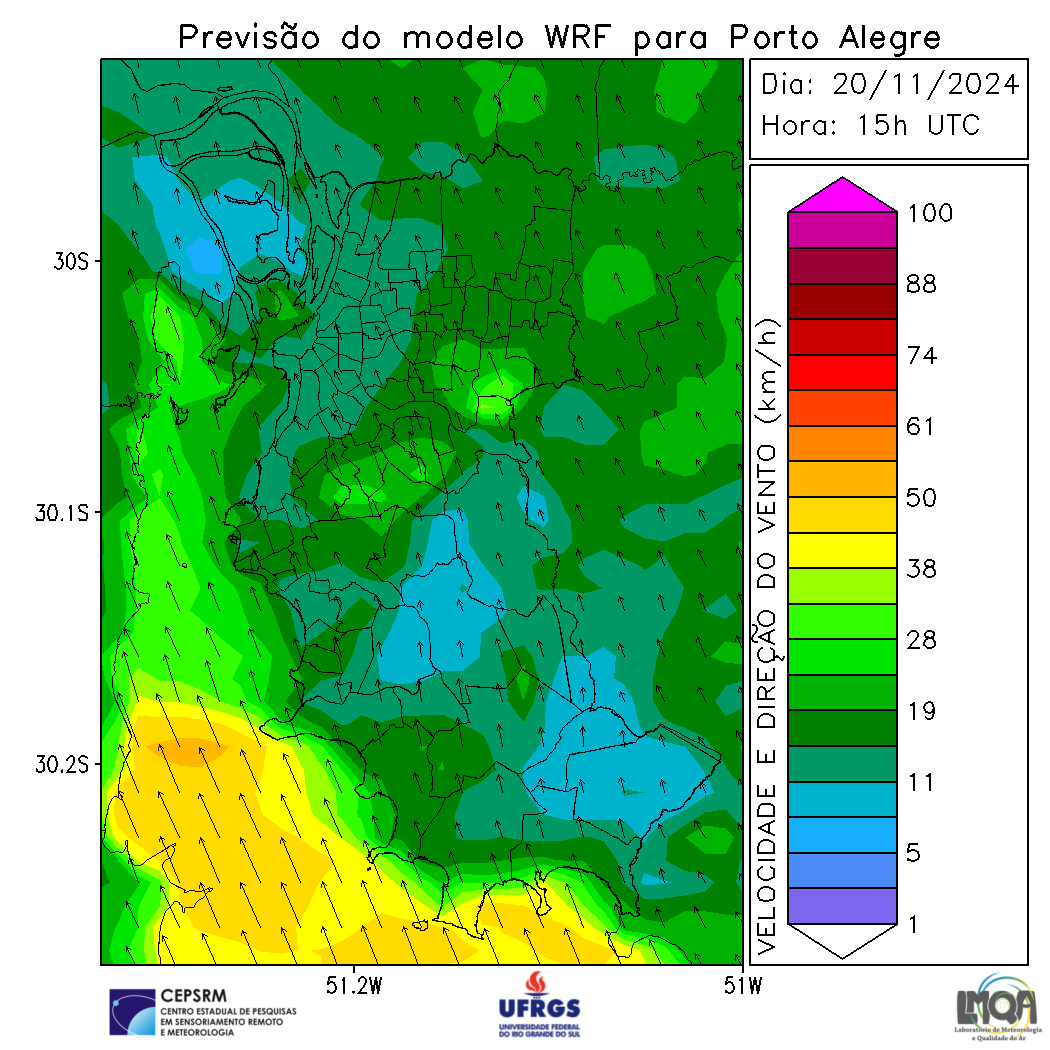 Previsão do modelo WRF para Porto Alegre
Dia: 20/11/2024
Hora: 15h UTC
30S
30.1S
30.2S
51.2W
51W
VELOCIDADE E DIREÇÃO DO VENTO (km/h)
100
88
74
61
50
38
28
19
11
5
1
CEPSRM
CENTRO ESTADUAL DE PESQUISAS
EM SENSORIAMENTO REMOTO
E METEOROLOGIA
UFRGS
UNIVERSIDADE FEDERAL
DO RIO GRANDE DO SUL
LMQA
Laboratório de Meteorologia
e Qualidade do Ar